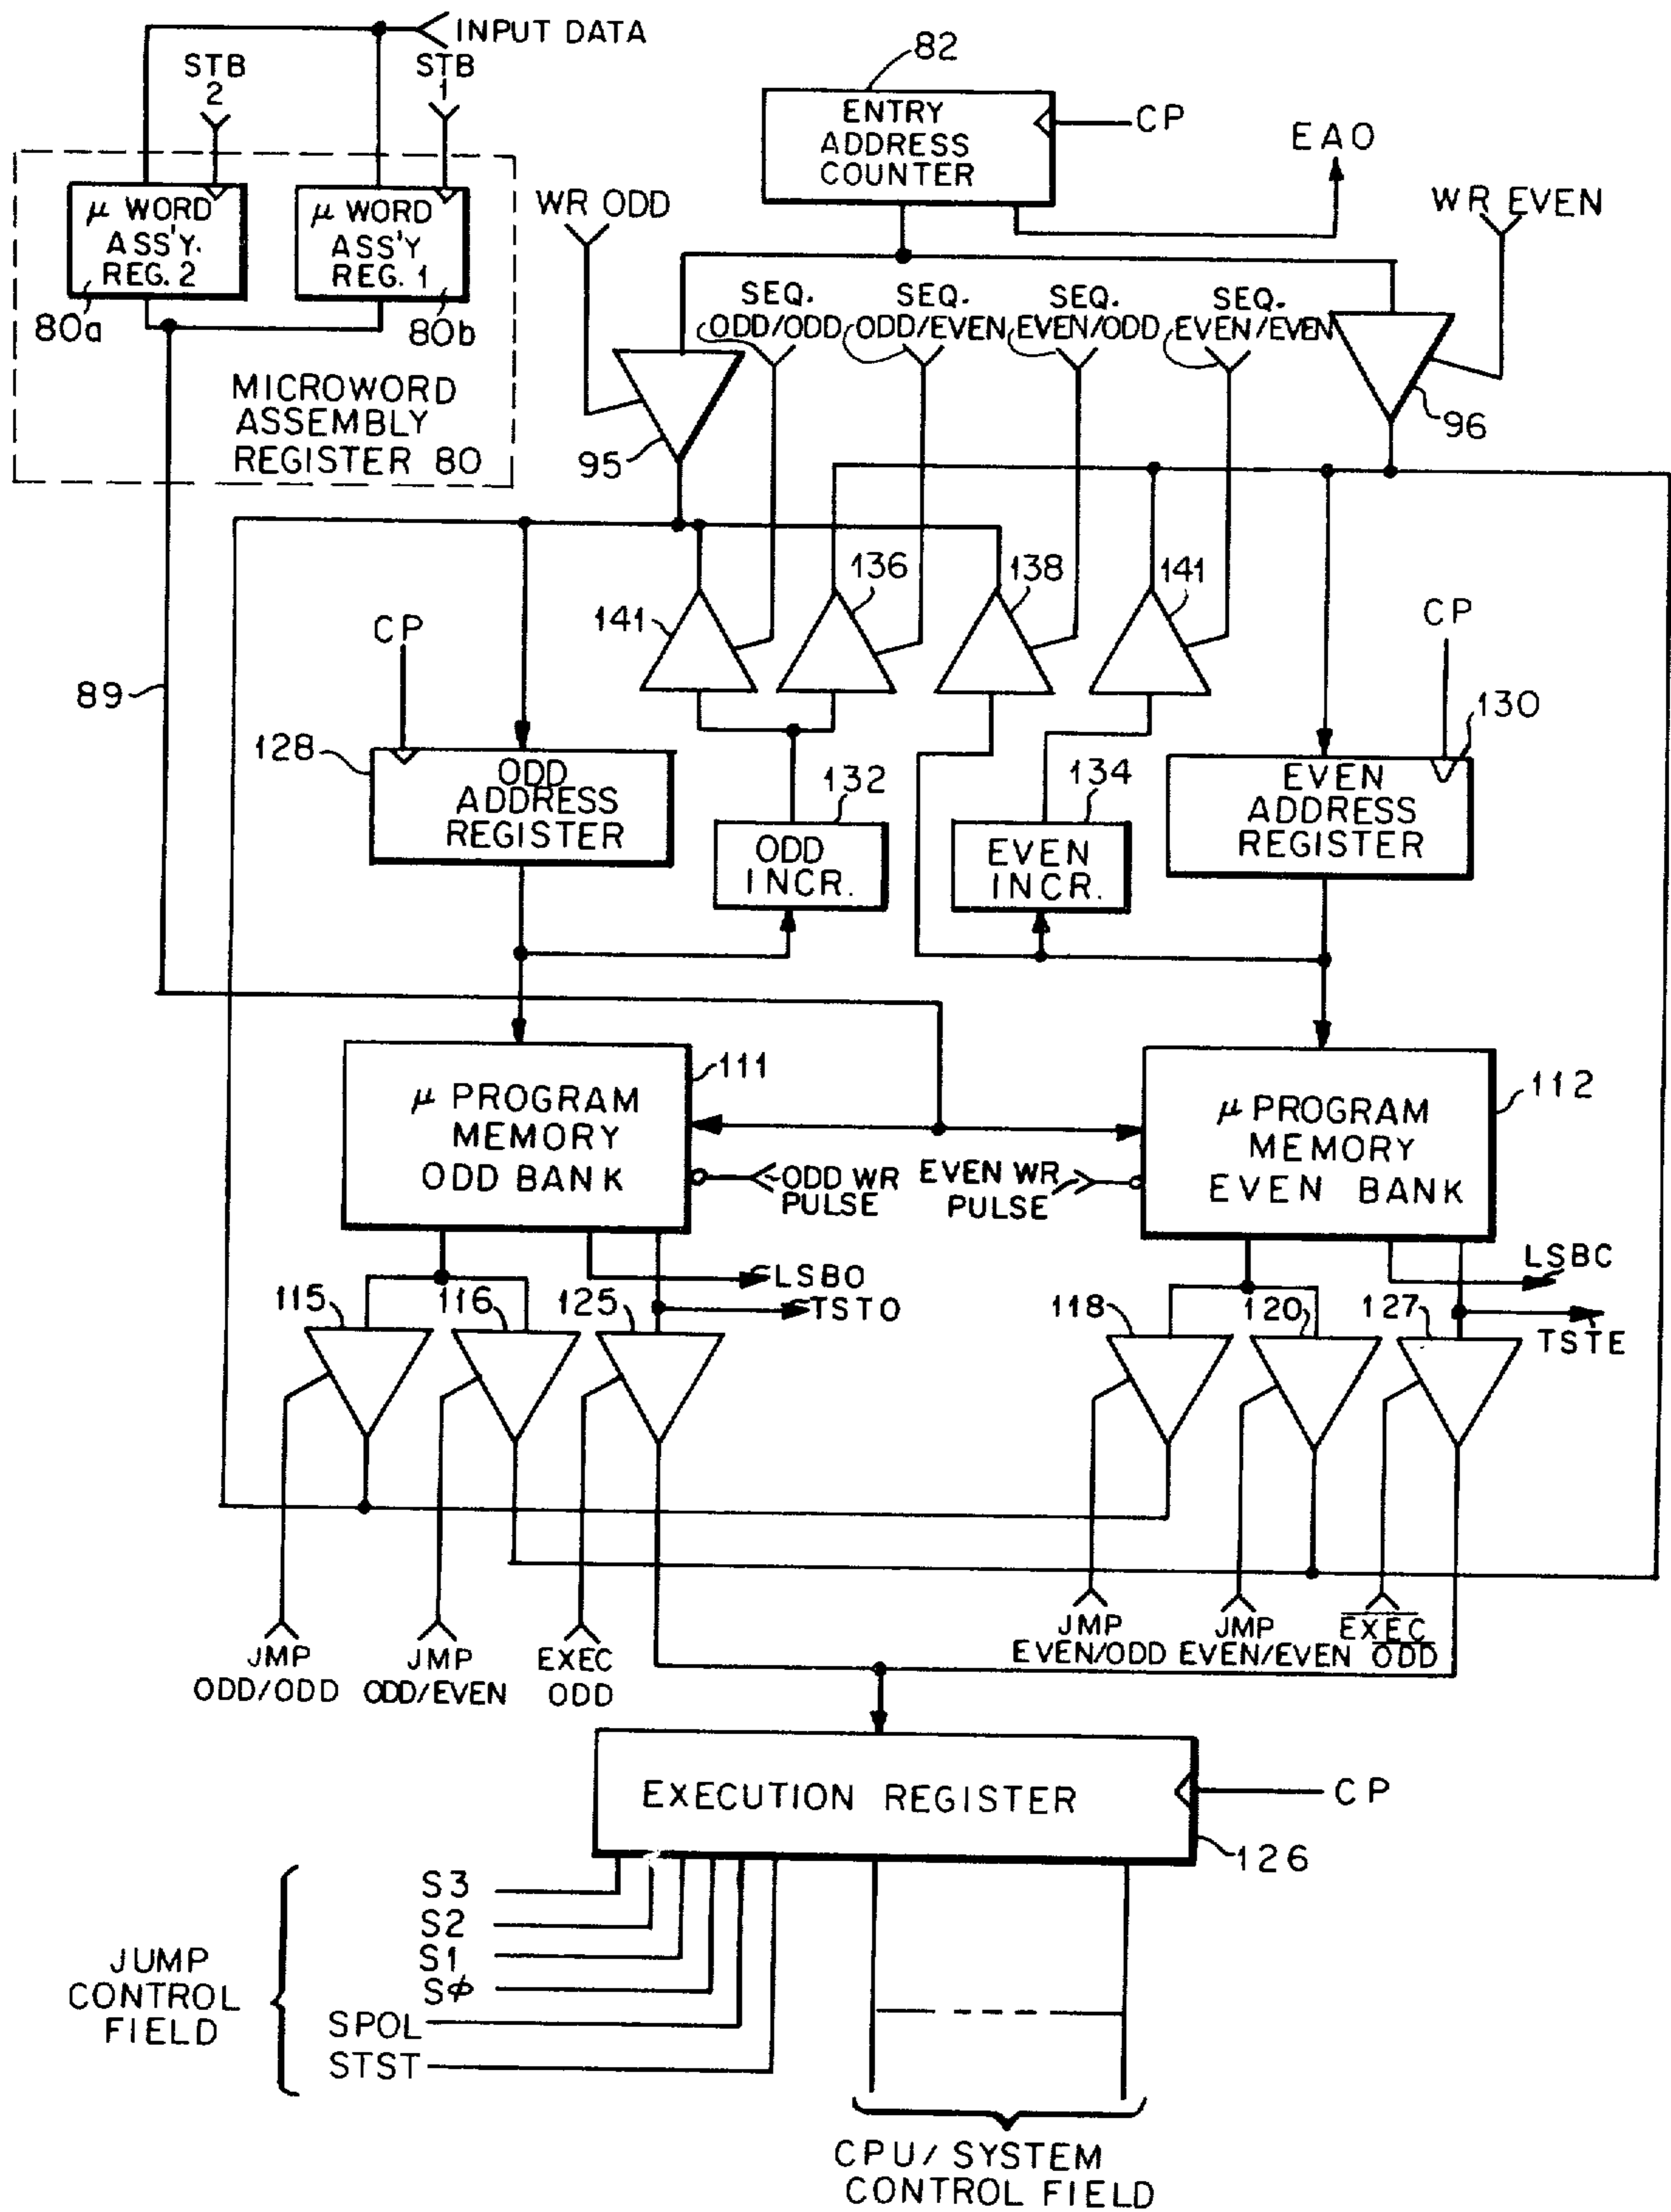 INPUT DATA
STB
2
STB
1
82
ENTRY
ADDRESS
COUNTER
CP
EAO
WR ODD
WR EVEN
μ WORD
ASS'Y.
REG. 2
μ WORD
ASS'Y
REG. 1
80a
80b
MICROWORD
ASSEMBLY
REGISTER 80
SEQ.
ODD/ODD
SEQ.
ODD/EVEN
SEQ.
EVEN/ODD
SEQ.
EVEN/EVEN
95
96
141
136
138
141
CP
CP
89
128
130
ODD
ADDRESS
REGISTER
132
ODD
INCR.
134
EVEN
INCR.
EVEN
ADDRESS
REGISTER
111
μ PROGRAM
MEMORY
ODD BANK
112
μ PROGRAM
MEMORY
EVEN BANK
ODD WR
PULSE
EVEN WR
PULSE
LSBO
TSTO
LSBC
TSTE
115
116
125
118
120
127
JMP
ODD/ODD
JMP
ODD/EVEN
EXEC
ODD
JMP
EVEN/ODD
JMP
EVEN/EVEN
EXEC
ODD
EXECUTION REGISTER
CP
126
JUMP
CONTROL
FIELD
S3
S2
S1
Sϕ
SPOL
STST
CPU/ SYSTEM
CONTROL FIELD